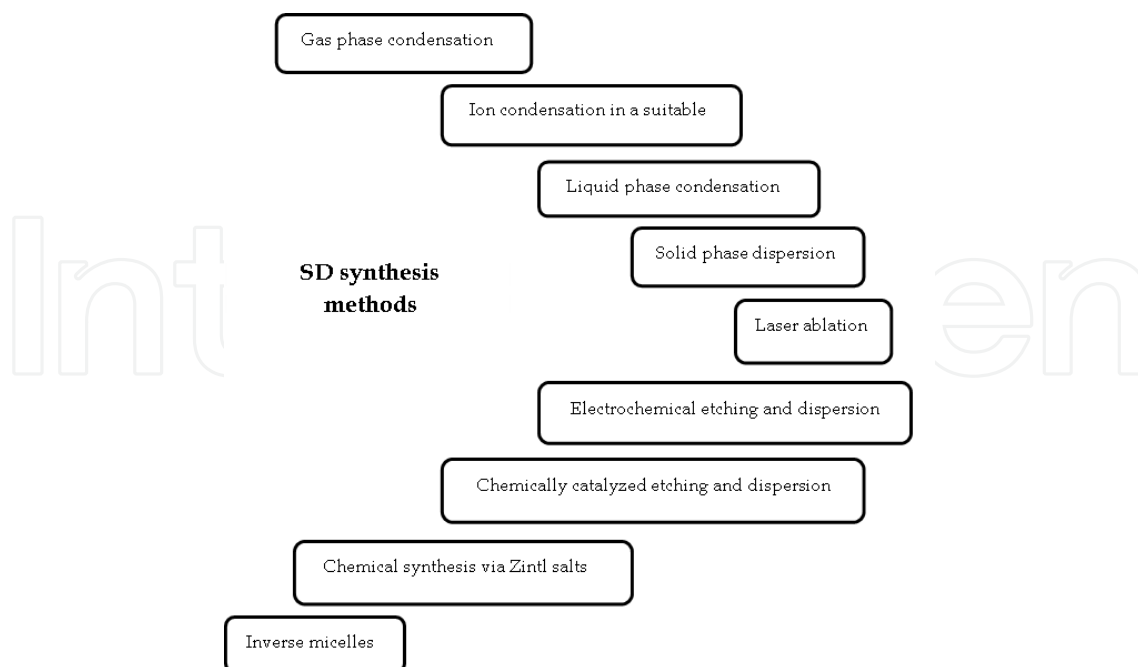 Gas phase condensation
Ion condensation in a suitable
Liquid phase condensation
Solid phase dispersion
SD synthesis
methods
Laser ablation
Electrochemical etching and dispersion
Chemically catalyzed etching and dispersion
Chemical synthesis via Zintl salts
Inverse micelles